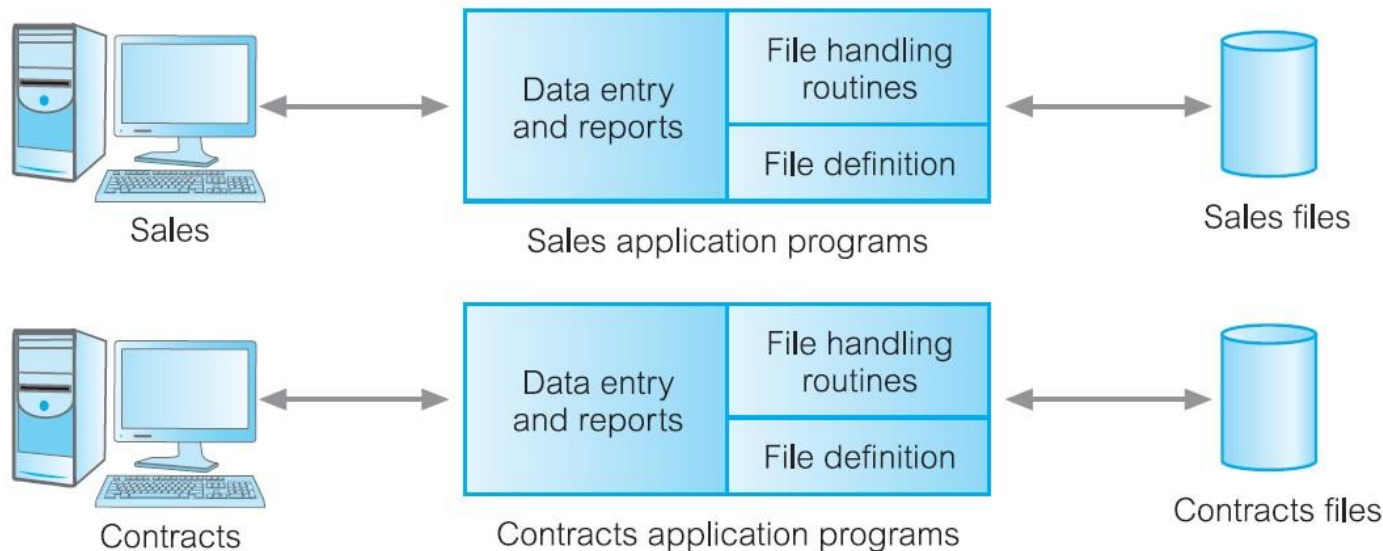 Sales
Data entry
and reports
File handling
routines
File definition
Sales application programs
Sales files
Contracts
Data entry
and reports
File handling
routines
File definition
Contracts application programs
Contracts files